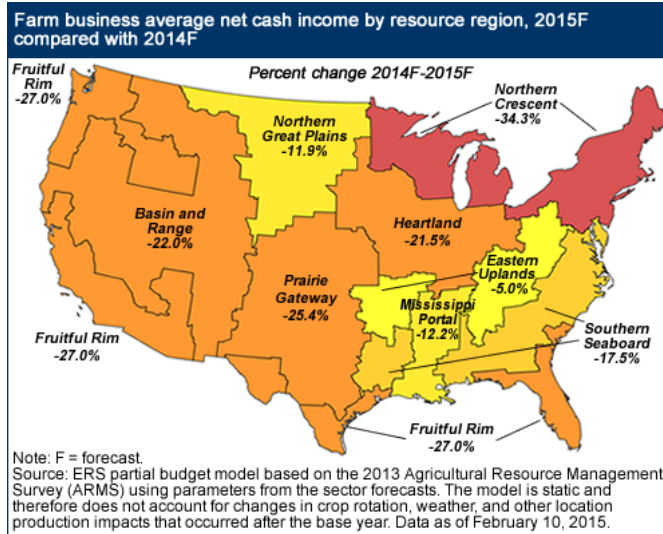 Farm business average net cash income by resource region, 2015F
compared with 2014F
Percent change 2014F-2015F
Fruitful
Rim
-27.0%
Northern
Great Plains
-11.9%
Northern
Crescent
-34.3%
Basin and
Range
-22.0%
Heartland
-21.5%
Eastern
Uplands
-5.0%
Prairie
Gateway
-25.4%
Mississippi
Portal
-12.2%
Fruitful Rim
-27.0%
Southern
Seaboard
-17.5%
Fruitful Rim
-27.0%
Note: F = forecast.
Source: ERS partial budget model based on the 2013 Agricultural Resource Management
Survey (ARMS) using parameters from the sector forecasts. The model is static and
therefore does not account for changes in crop rotation, weather, and other location
production impacts that occurred after the base year. Data as of February 10, 2015.